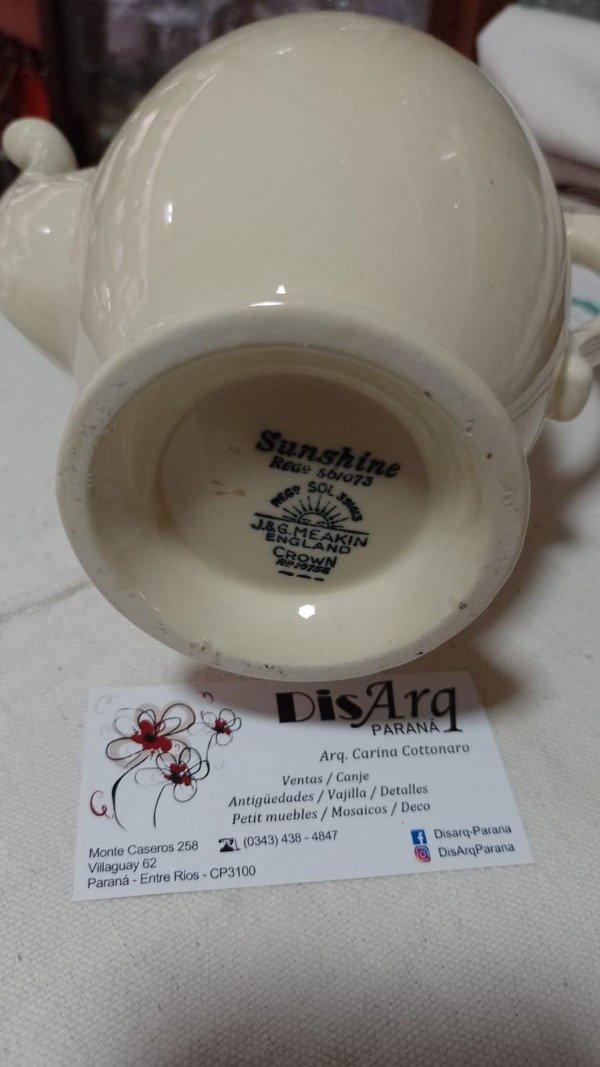 Sunshine
REGD 561073
REGD SOL 391413
J.&G. MEAKIN
ENGLAND
CROWN
DisArq
PARANÁ
Arq. Carina Cottonaro
Ventas / Canje
Antigüedades / Vajilla / Detalles
Petit muebles / Mosaicos / Deco
Monte Caseros 258
(0343) 438 - 4847
Villaguay 62
Paraná - Entre Ríos - CP3100
Disarq-Parana
DisArqParana